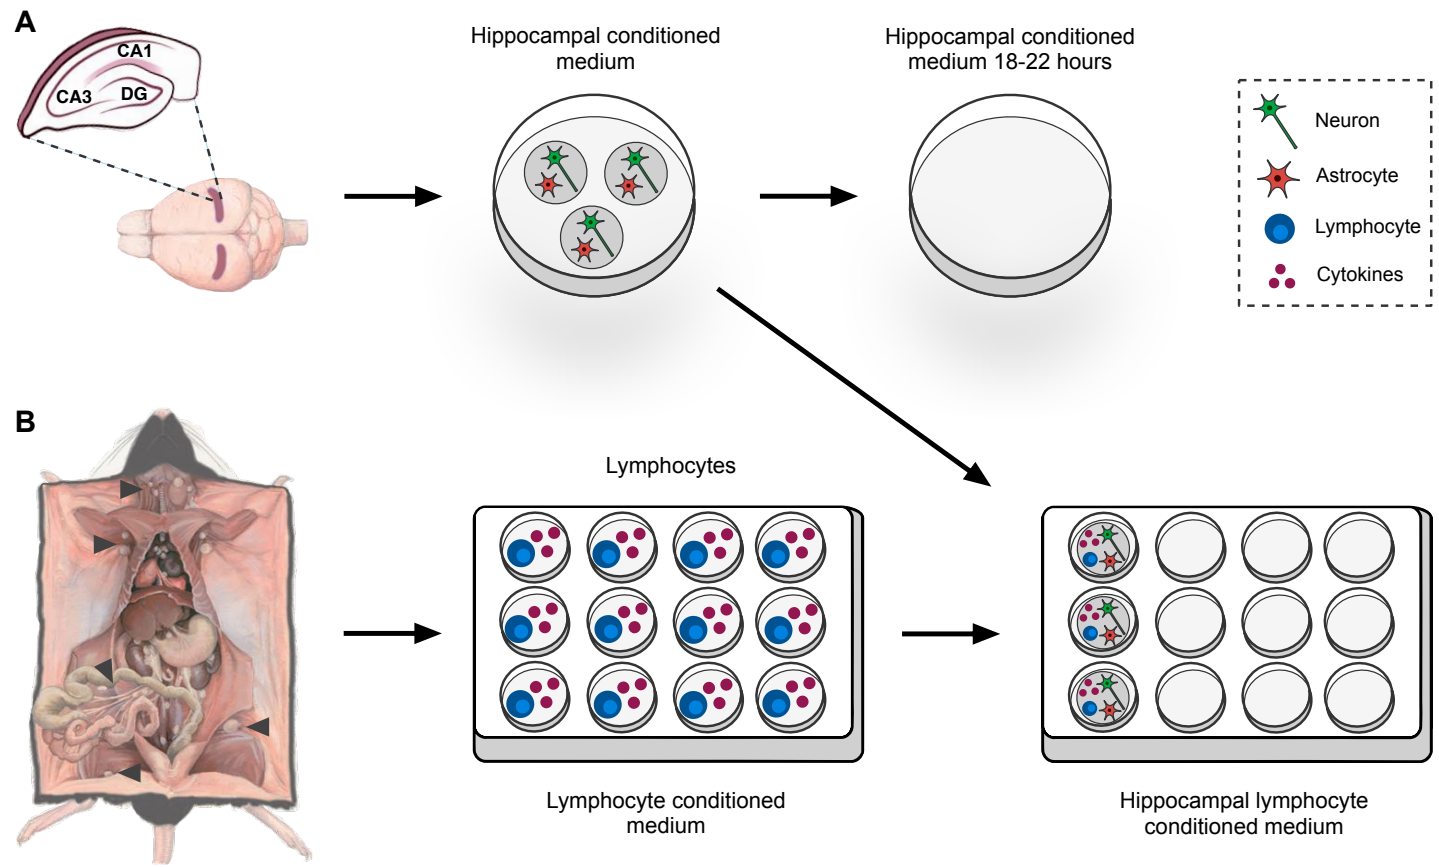 A
CA1
CA3
DG
Hippocampal conditioned
medium
Hippocampal conditioned
medium 18-22 hours
Neuron
Astrocyte
Lymphocyte
Cytokines
B
Lymphocytes
Lymphocyte conditioned
medium
Hippocampal lymphocyte
conditioned medium